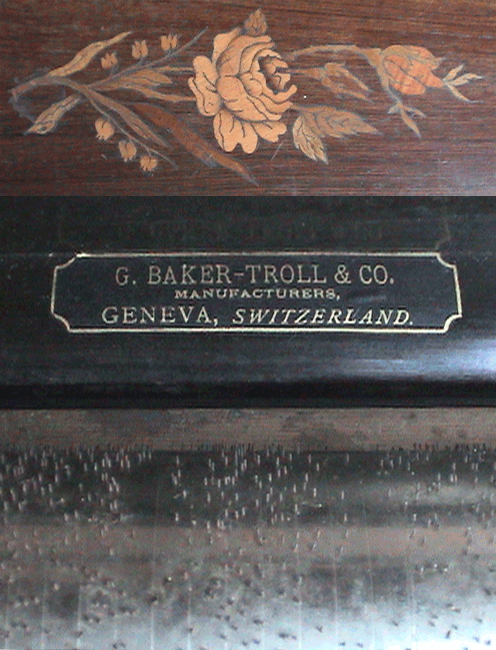 G. BAKER-TROLL & CO.
MANUFACTURERS,
GENEVA, SWITZERLAND.